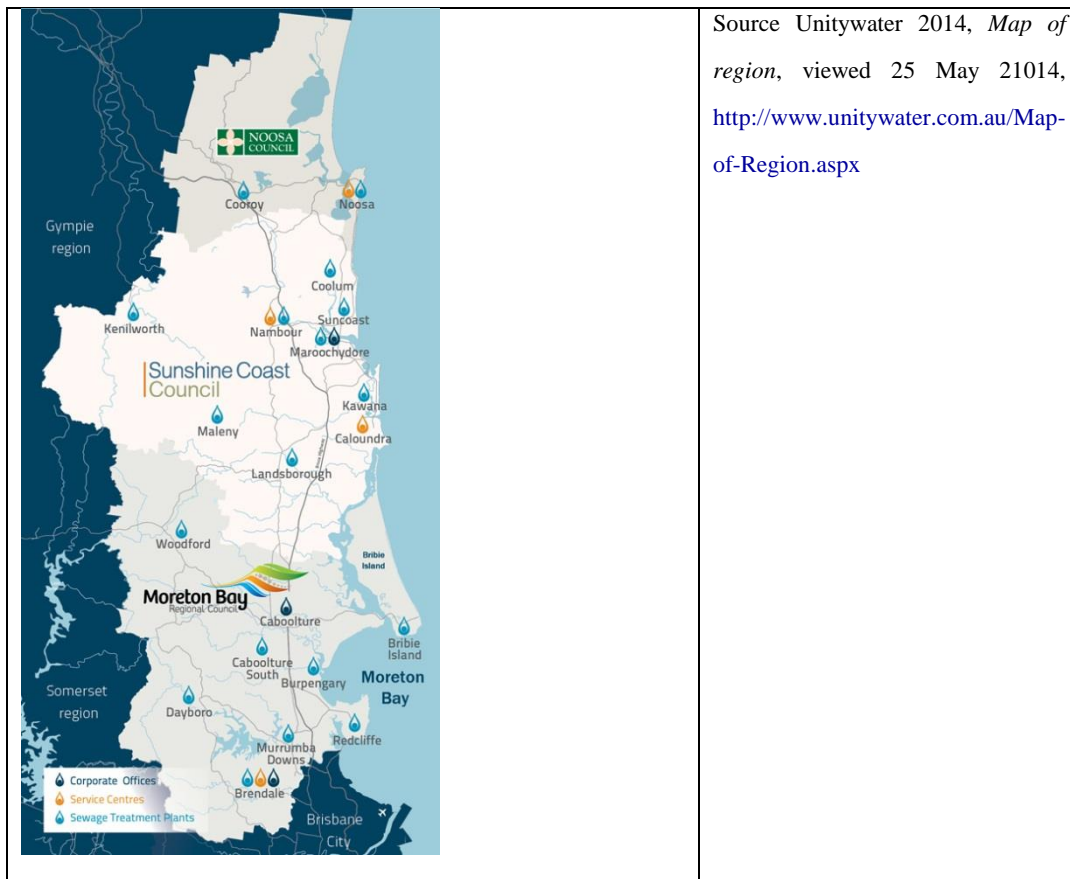 NOOSA
COUNCIL
Cooroy
Noosa
Gympie
region
Coolum
Kenilworth
Nambour
Suncoast
Maroochydore
Sunshine Coast
Council
Kawana
Maleny
Caloundra
Landsborough
Woodford
Bribie
Island
Moreton Bay
Regional Council
Caboolture
Bribie
Island
Caboolture
South
Burpengary
Moreton
Bay
Somerset
region
Dayboro
Redcliffe
Murrumba
Downs
Brendale
Corporate Offices
Service Centres
Sewage Treatment Plants
Brisbane
City
Source Unitywater 2014, Map of
region, viewed 25 May 21014,
http://www.unitywater.com.au/Map-
of-Region.aspx